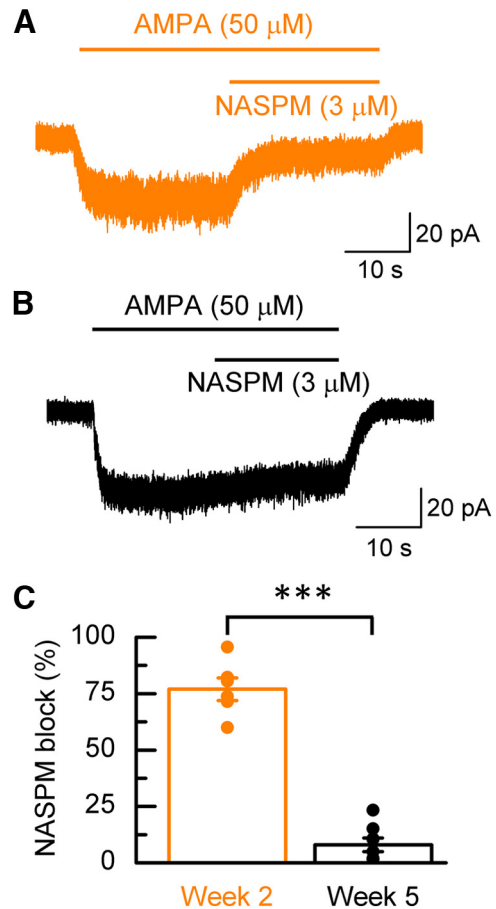 A
AMPA (50 μM)
NASPM (3 μM)
20 pA
10 s
B
AMPA (50 μM)
NASPM (3 μM)
20 pA
10 s
C
***
NASPM block (%)
100
75
50
25
0
Week 2 Week 5